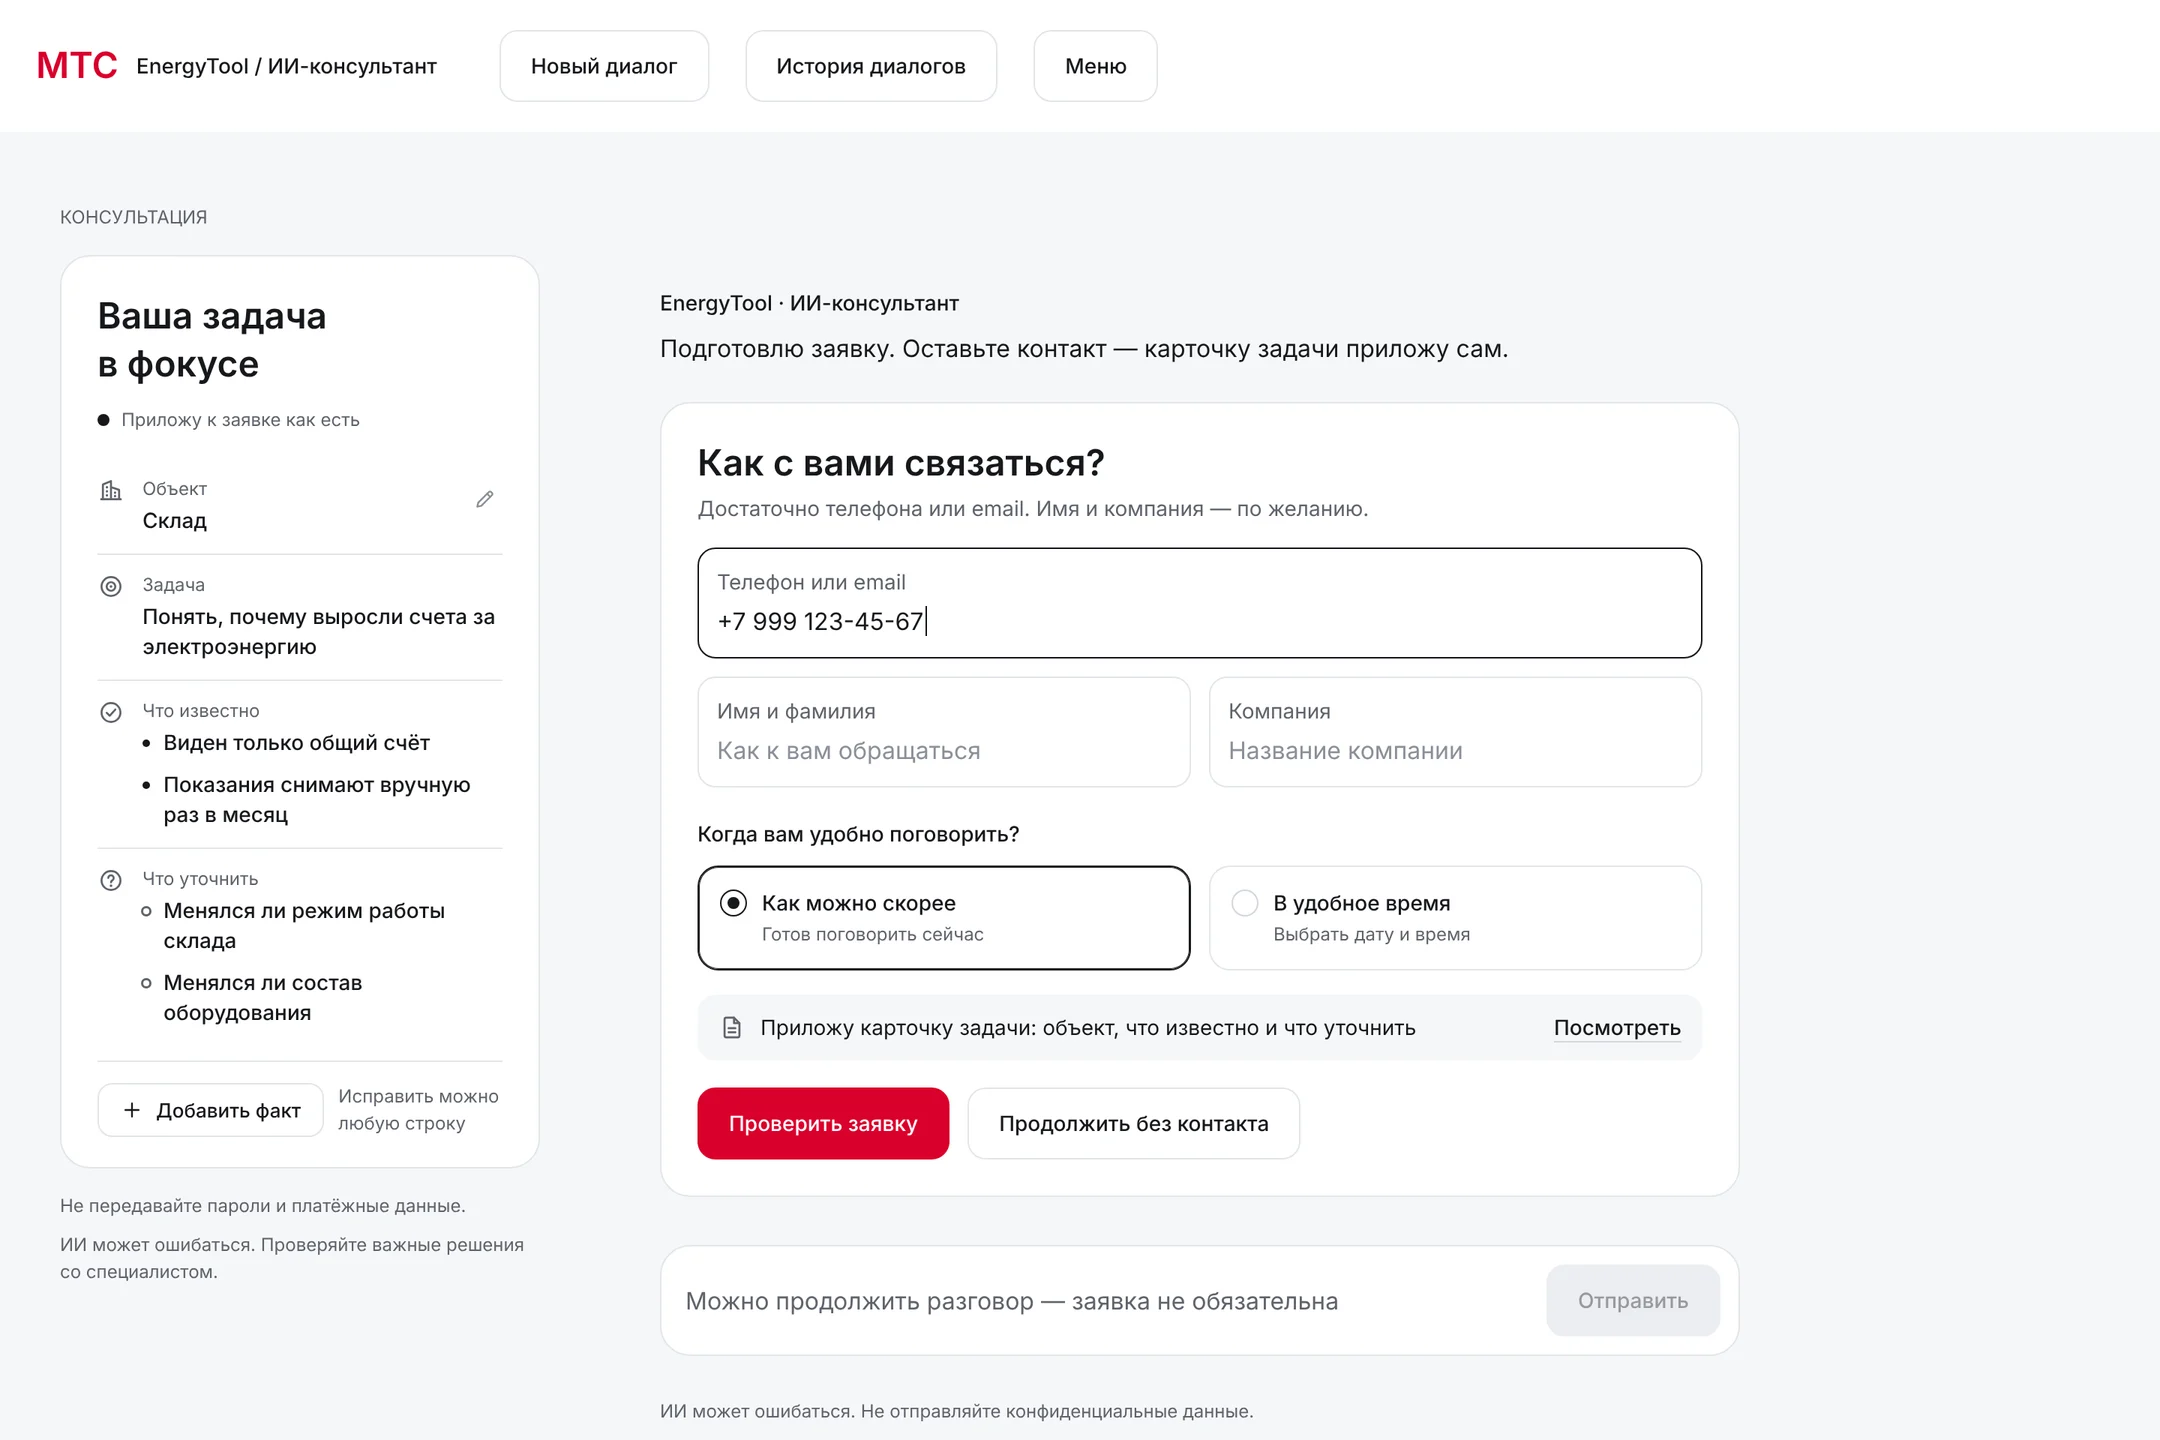 МТС EnergyTool / ИИ-консультант
Новый диалог
История диалогов
Меню
КОНСУЛЬТАЦИЯ
Ваша задача
в фокусе
Приложу к заявке как есть
Объект
Склад
Задача
Понять, почему выросли счета за
электроэнергию
Что известно
Виден только общий счёт
Показания снимают вручную
раз в месяц
Что уточнить
Менялся ли режим работы
склада
Менялся ли состав
оборудования
Добавить факт
Исправить можно
любую строку
Не передавайте пароли и платёжные данные.
ИИ может ошибаться. Проверяйте важные решения
со специалистом.
EnergyTool · ИИ-консультант
Подготовлю заявку. Оставьте контакт — карточку задачи приложу сам.
Как с вами связаться?
Достаточно телефона или email. Имя и компания — по желанию.
Телефон или email
+7 999 123-45-67
Имя и фамилия
Как к вам обращаться
Компания
Название компании
Когда вам удобно поговорить?
Как можно скорее
Готов поговорить сейчас
В удобное время
Выбрать дату и время
Приложу карточку задачи: объект, что известно и что уточнить
Посмотреть
Проверить заявку
Продолжить без контакта
Можно продолжить разговор — заявка не обязательна
Отправить
ИИ может ошибаться. Не отправляйте конфиденциальные данные.